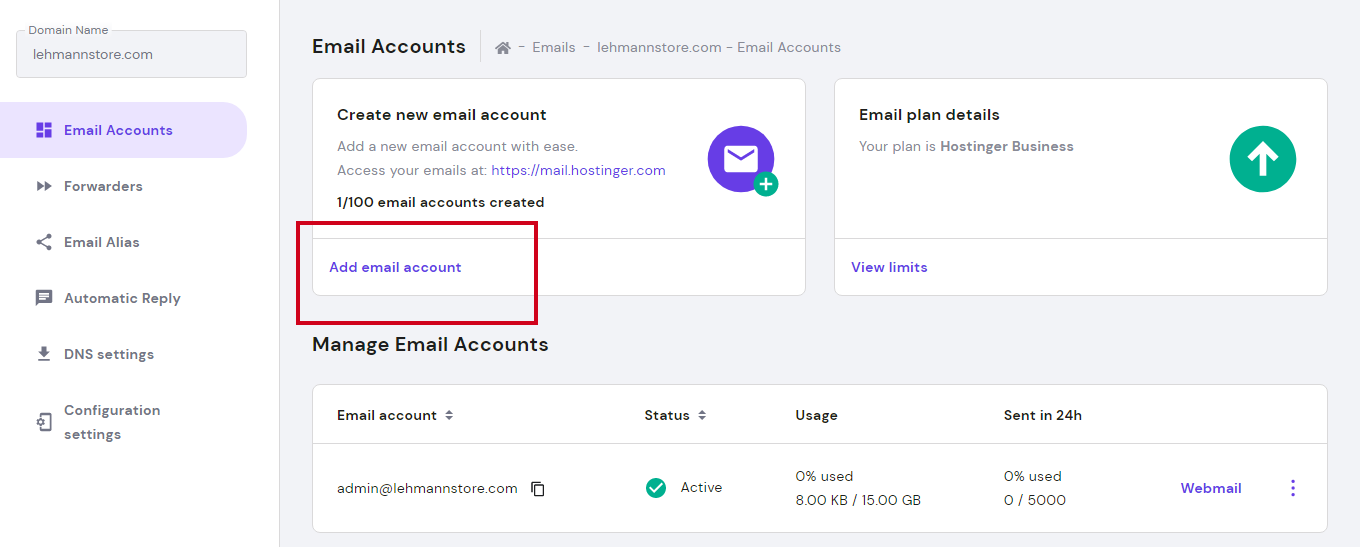 Domain Name
lehmannstore.com
Email Accounts
Forwarders
Email Alias
Automatic Reply
DNS settings
Configuration
settings
Email Accounts
- Emails - lehmannstore.com - Email Accounts
Create new email account
Add a new email account with ease.
Access your emails at: https://mail.hostinger.com
1/100 email accounts created
Add email account
Email plan details
Your plan is Hostinger Business
View limits
Manage Email Accounts
Email account Status Usage Sent in 24h
admin@lehmannstore.com
Active
0% used
8.00 KB / 15.00 GB
0% used
0 / 5000
Webmail